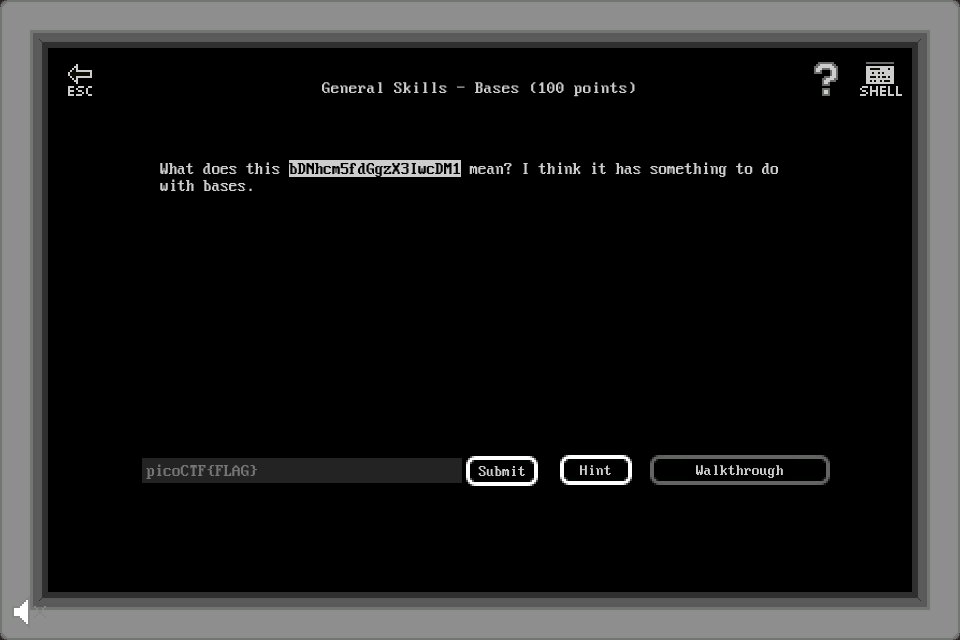 ESC
General Skills - Bases (100 points)
?
SHELL
What does this bDNhcm5fdGgzX3IwcDM1 mean? I think it has something to do
with bases.
picoCTF{FLAG}
Submit
Hint
Walkthrough